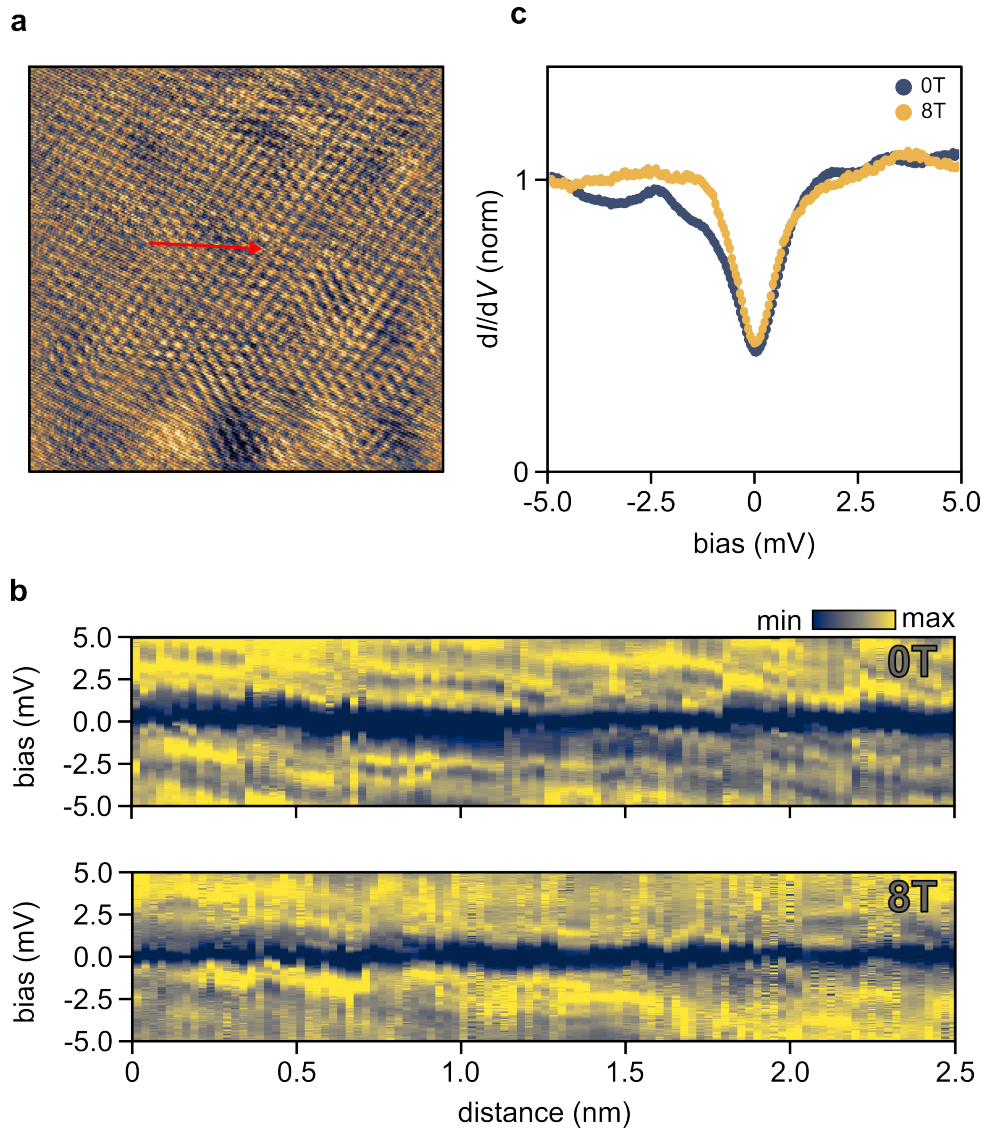 a
c
0T
8T
1
0
dI/dV (norm)
-5.0 -2.5 0 2.5 5.0
bias (mV)
b
min max
0T
5.0
2.5
0.0
-2.5
-5.0
bias (mV)
8T
5.0
2.5
0.0
-2.5
-5.0
bias (mV)
0 0.5 1.0 1.5 2.0 2.5
distance (nm)